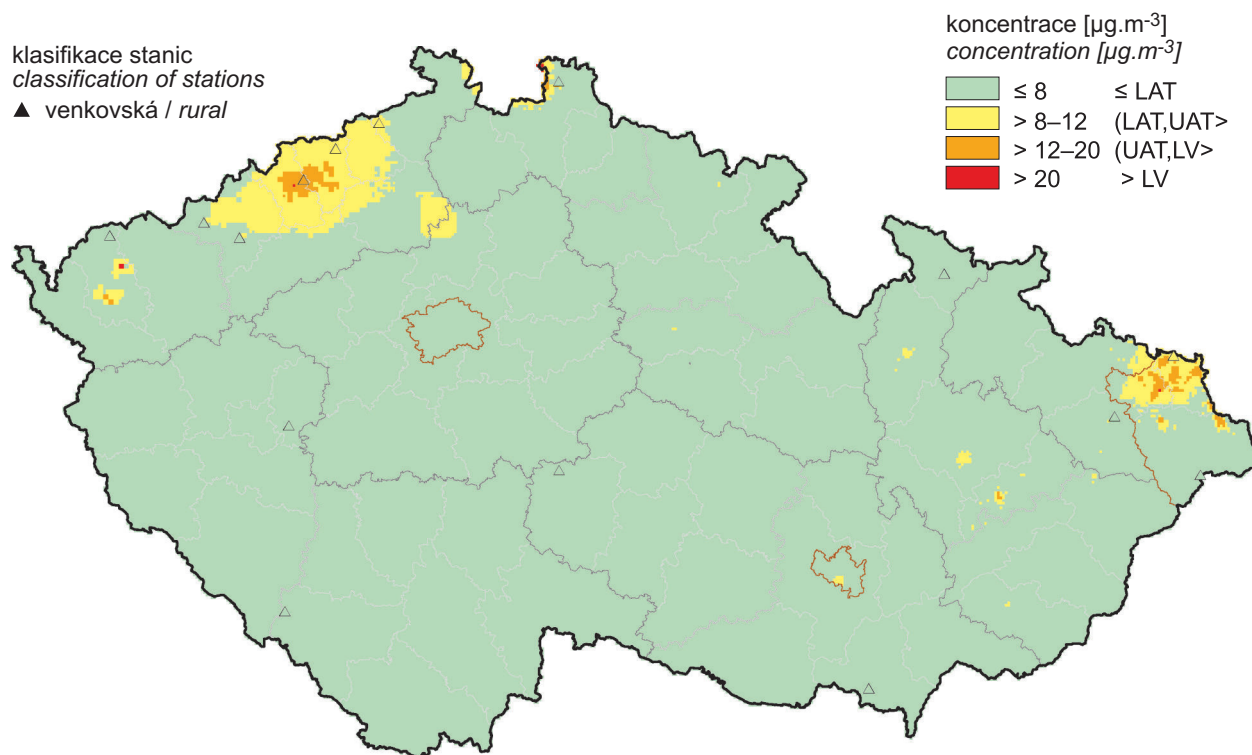 klasifikace stanic
classification of stations
▲ venkovská / rural
koncentrace [µg.m-3]
concentration [µg.m-3]
≤ 8 ≤ LAT
> 8–12 (LAT,UAT>
> 12–20 (UAT,LV>
> 20 > LV